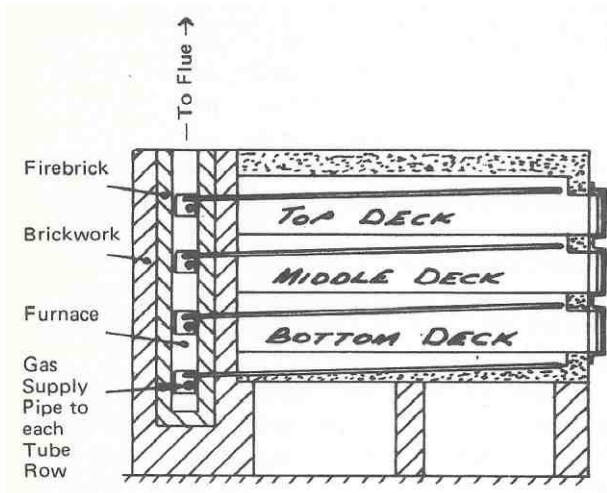 — To Flue →
Firebrick
Brickwork
Furnace
Gas
Supply
Pipe to
each
Tube
Row
TOP DECK
MIDDLE DECK
BOTTOM DECK